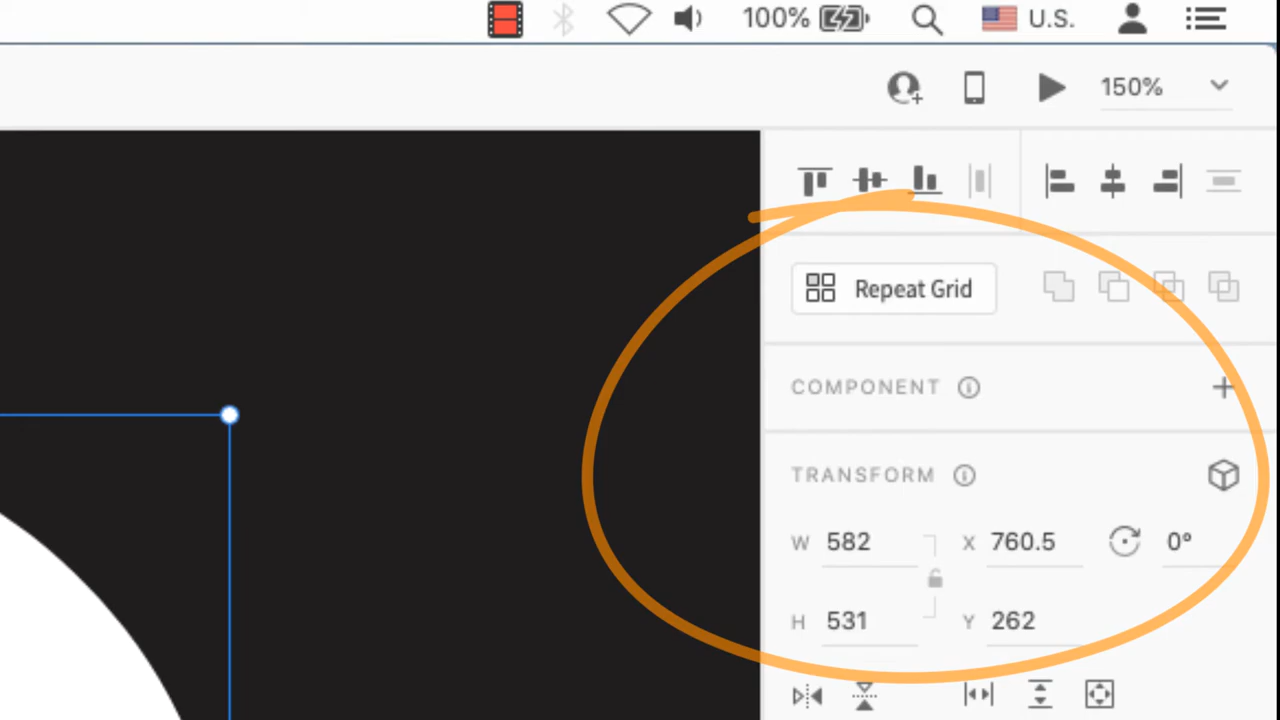 100% U.S.
150%
Repeat Grid
COMPONENT
TRANSFORM
W 582 X 760.5 0°
H 531 Y 262